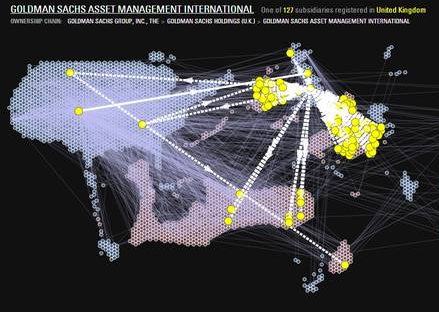 GOLDMAN SACHS ASSET MANAGEMENT INTERNATIONAL One of 127 subsidiaries registered in United Kingdom
OWNERSHIP CHAIN: GOLDMAN SACHS GROUP, INC., THE > GOLDMAN SACHS HOLDINGS (U.K.) > GOLDMAN SACHS ASSET MANAGEMENT INTERNATIONAL